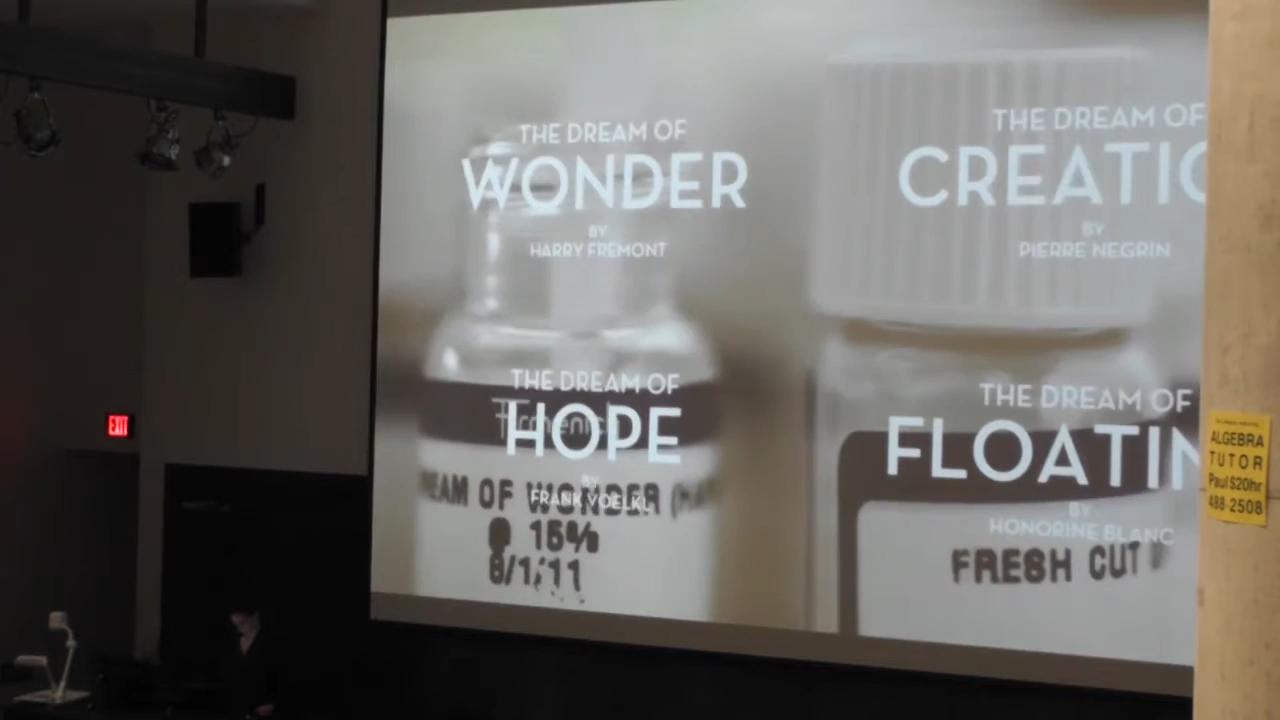 THE DREAM OF
WONDER
BY
HARRY FREMONT
THE DREAM OF
CREATIO
BY
PIERRE NEGRIN
THE DREAM OF
HOPE
BY
FRANK VOELKL
THE DREAM OF
FLOATIN
BY
HONORINE BLANC
Firmenich
EAM OF WONDER (HA
@ 15%
8/1/11
FRESH CUT
EXIT
ALGEBRA
TUTOR
Paul $20hr
488-2508